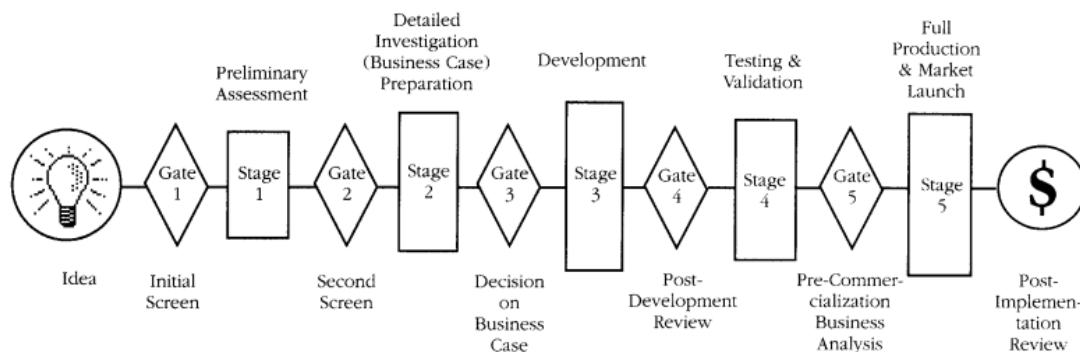 Preliminary
Assessment
Detailed
Investigation
(Business Case)
Preparation
Development
Testing &
Validation
Full
Production
& Market
Launch
Gate
1
Stage
1
Gate
2
Stage
2
Gate
3
Stage
3
Gate
4
Stage
4
Gate
5
Stage
5
$
Idea
Initial
Screen
Second
Screen
Decision
on
Business
Case
Post-
Development
Review
Pre-Commer-
cialization
Business
Analysis
Post-
Implemen-
tation
Review